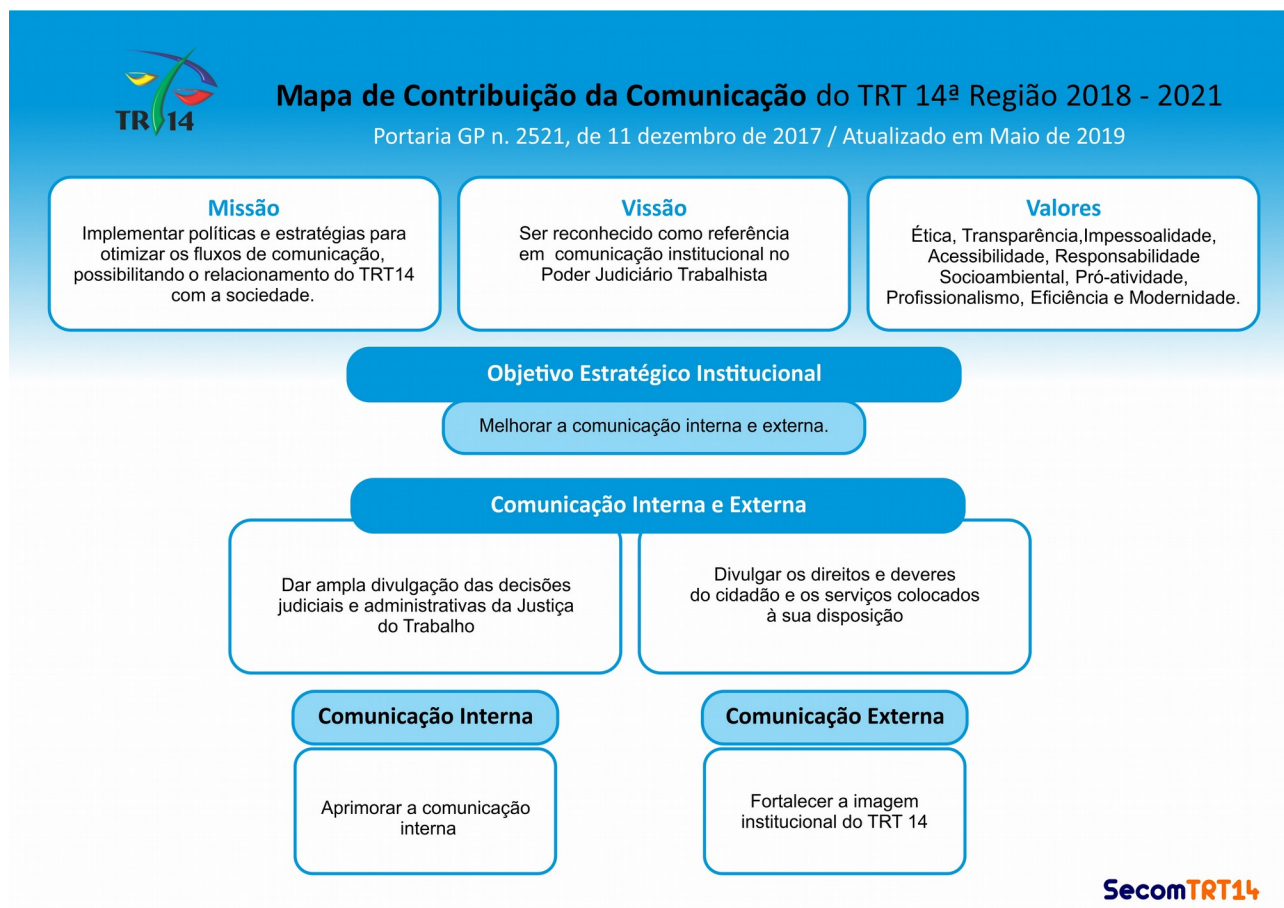 TRT14
Mapa de Contribuição da Comunicação do TRT 14ª Região 2018 - 2021
Portaria GP n. 2521, de 11 dezembro de 2017 / Atualizado em Maio de 2019
Missão
Implementar políticas e estratégias para
otimizar os fluxos de comunicação,
possibilitando o relacionamento do TRT14
com a sociedade.
Vissão
Ser reconhecido como referência
em comunicação institucional no
Poder Judiciário Trabalhista
Valores
Ética, Transparência,Impessoalidade,
Acessibilidade, Responsabilidade
Socioambiental, Pró-atividade,
Profissionalismo, Eficiência e Modernidade.
Objetivo Estratégico Institucional
Melhorar a comunicação interna e externa.
Comunicação Interna e Externa
Dar ampla divulgação das decisões
judiciais e administrativas da Justiça
do Trabalho
Divulgar os direitos e deveres
do cidadão e os serviços colocados
à sua disposição
Comunicação Interna
Aprimorar a comunicação
interna
Comunicação Externa
Fortalecer a imagem
institucional do TRT 14
SecomTRT14